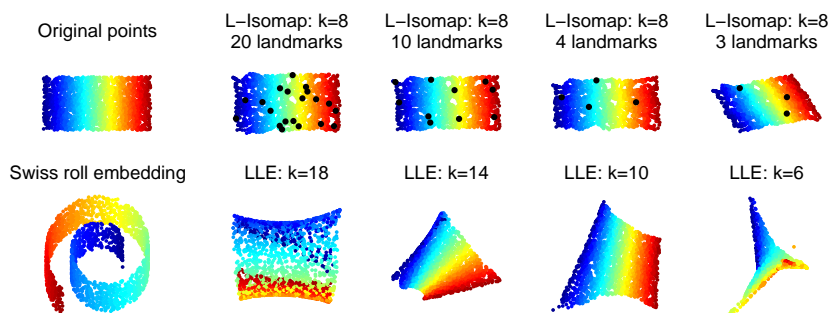 Original points
L−Isomap: k=8
20 landmarks
L−Isomap: k=8
10 landmarks
L−Isomap: k=8
4 landmarks
L−Isomap: k=8
3 landmarks
Swiss roll embedding
LLE: k=18
LLE: k=14
LLE: k=10
LLE: k=6